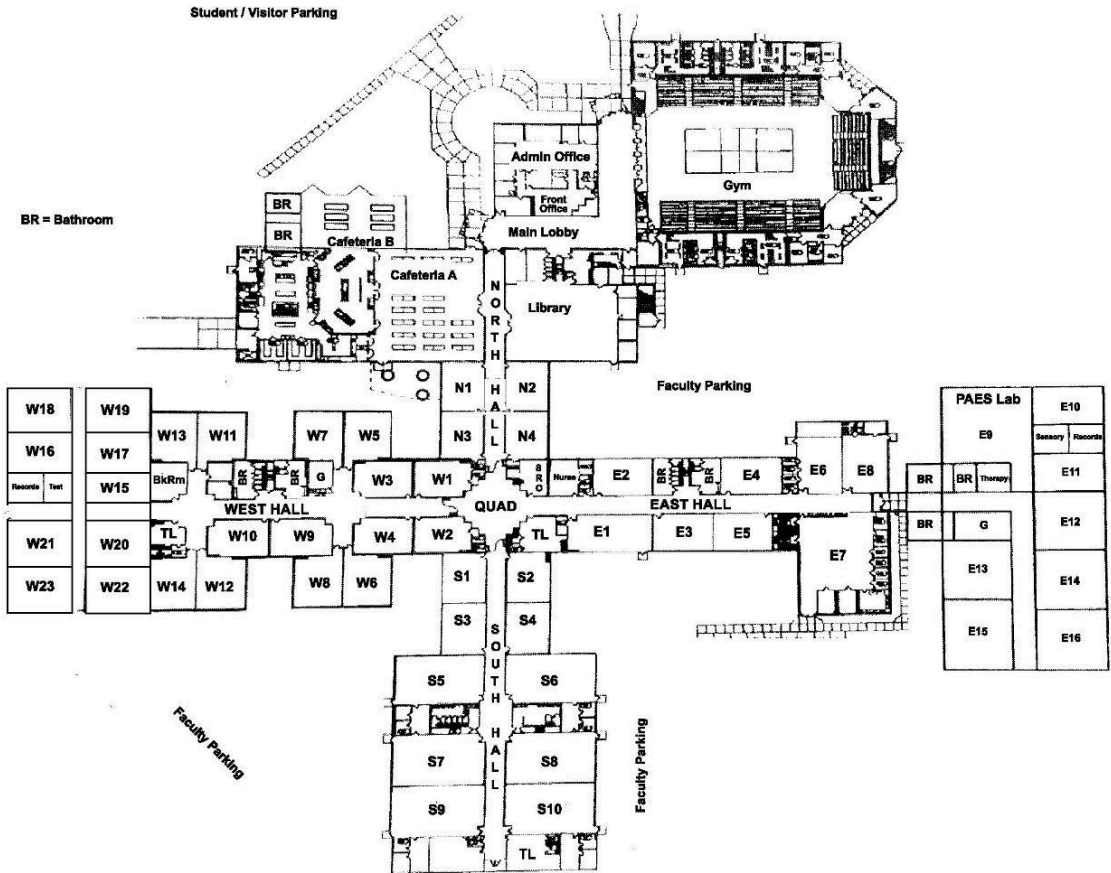 Student / Visitor Parking
BR = Bathroom
Admin Office
Front
Office
Gym
Main Lobby
BR
BR
Cafeteria B
Cafeteria A
NORTH HALL
Library
N1
N2
N3
N4
Faculty Parking
PAES Lab
W18
W19
W16
W17
Records
Test
W15
W13
W11
BkRm
BR
BR
G
W7
W5
W3
W1
SRO
Nurse
E2
BR
BR
E4
E6
E8
E9
E10
Sensory
Records
E11
BR
BR
Therapy
WEST HALL
QUAD
EAST HALL
W21
W20
TL
W10
W9
W4
W2
TL
E1
E3
E5
E7
BR
G
E12
W23
W22
W14
W12
W8
W6
S1
S2
E13
E14
S3
S4
E15
E16
SOUTH HALL
S5
S6
S7
S8
S9
S10
TL
Faculty Parking
Faculty Parking